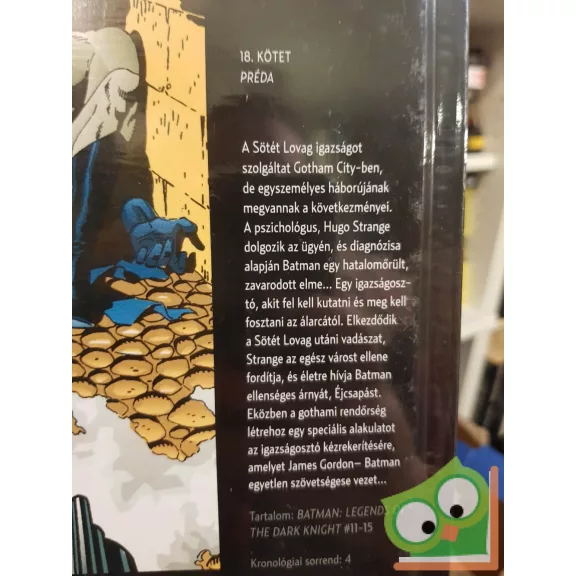 18. KÖTET
PRÉDA
A Sötét Lovag igazságot
szolgáltat Gotham City-ben,
de egyszemélyes háborújának
megvannak a következményei.
A pszichológus, Hugo Strange
dolgozik az ügyén, és diagnózisa
alapján Batman egy hatalomőrült,
zavarodott elme... Egy igazságosz-
tó, akit fel kell kutatni és meg kell
fosztani az álarcától. Elkezdődik
a Sötét Lovag utáni vadászat,
Strange az egész várost ellene
fordítja, és életre hívja Batman
ellenséges árnyát, Éjcsapást.
Eközben a gothami rendőrség
létrehoz egy speciális alakulatot
az igazságosztó kézrekerítésére,
amelyet James Gordon– Batman
egyetlen szövetségese vezet...
Tartalom: BATMAN: LEGENDS
THE DARK KNIGHT #11-15
Kronológiai sorrend: 4